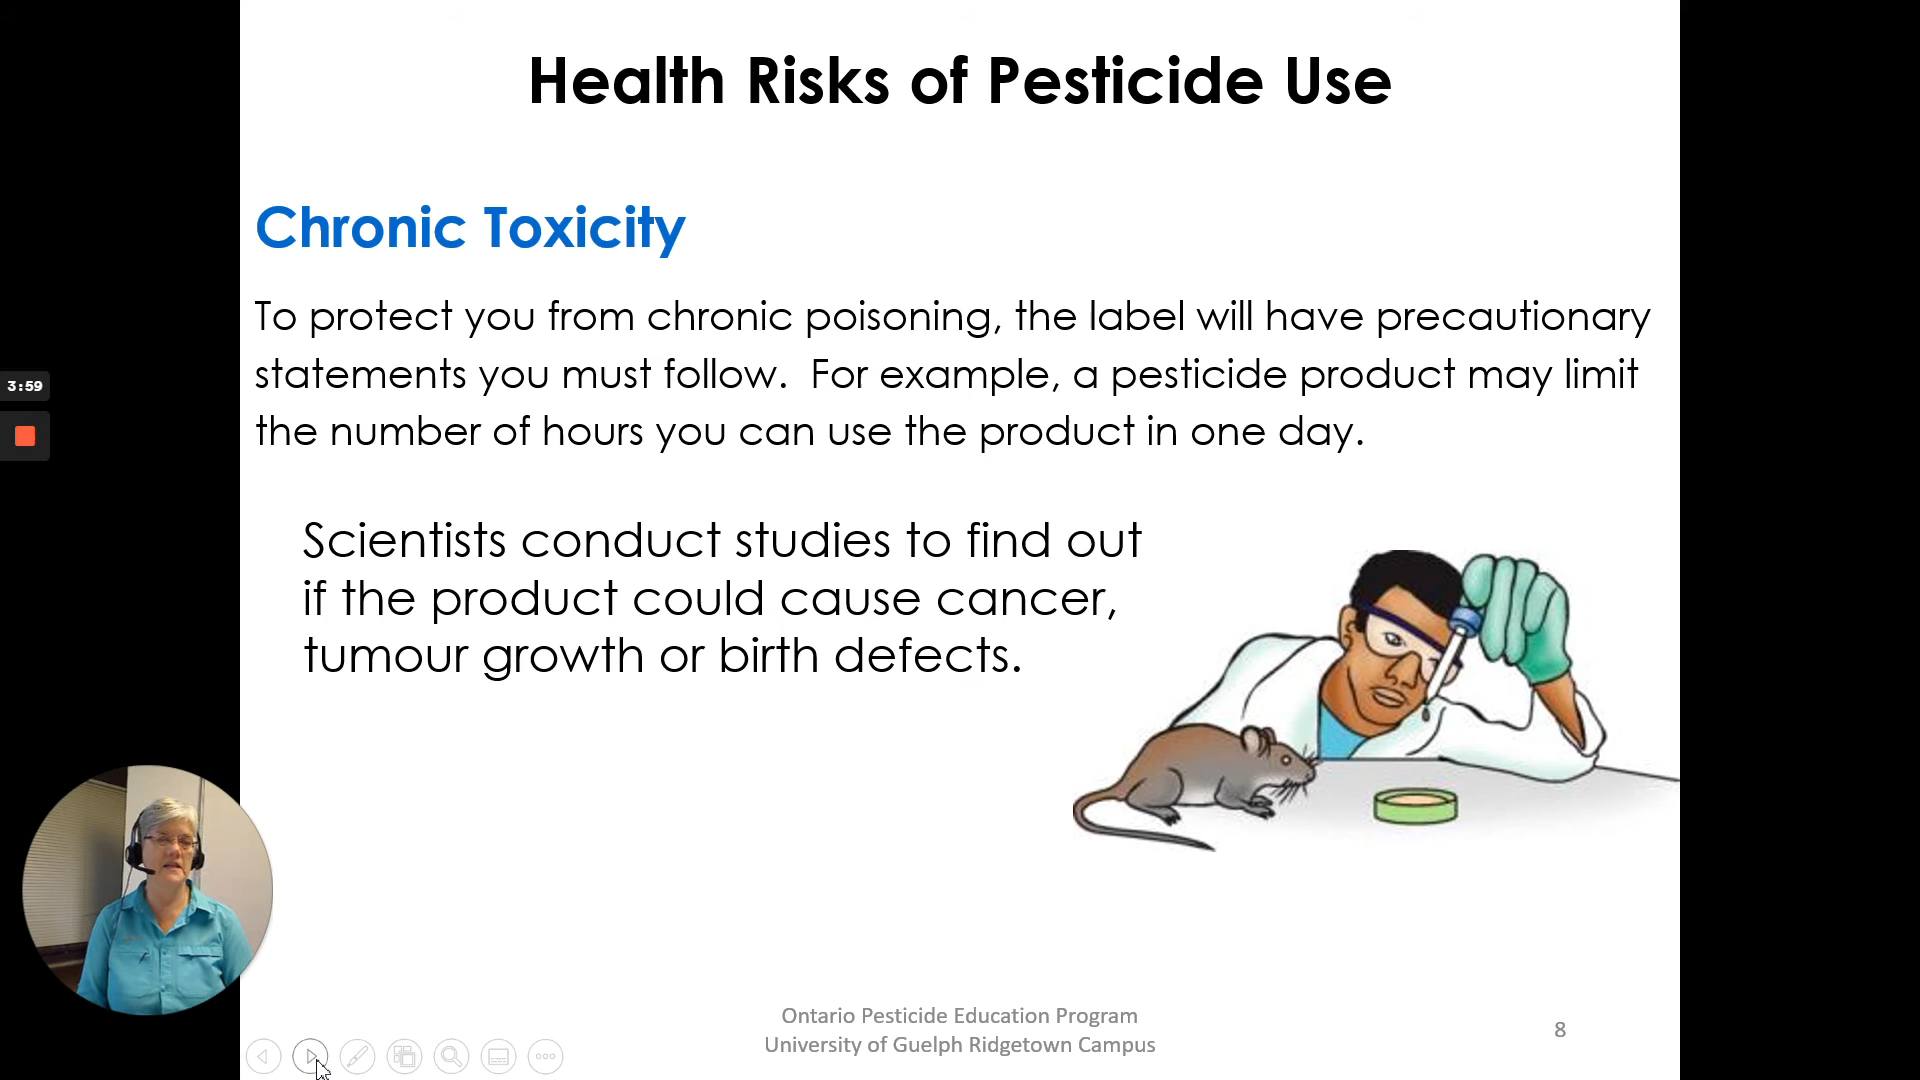 Health Risks of Pesticide Use
Chronic Toxicity
To protect you from chronic poisoning, the label will have precautionary
statements you must follow.  For example, a pesticide product may limit
the number of hours you can use the product in one day.
3:59
Scientists conduct studies to find out
if the product could cause cancer,
tumour growth or birth defects.
Ontario Pesticide Education Program
University of Guelph Ridgetown Campus
8